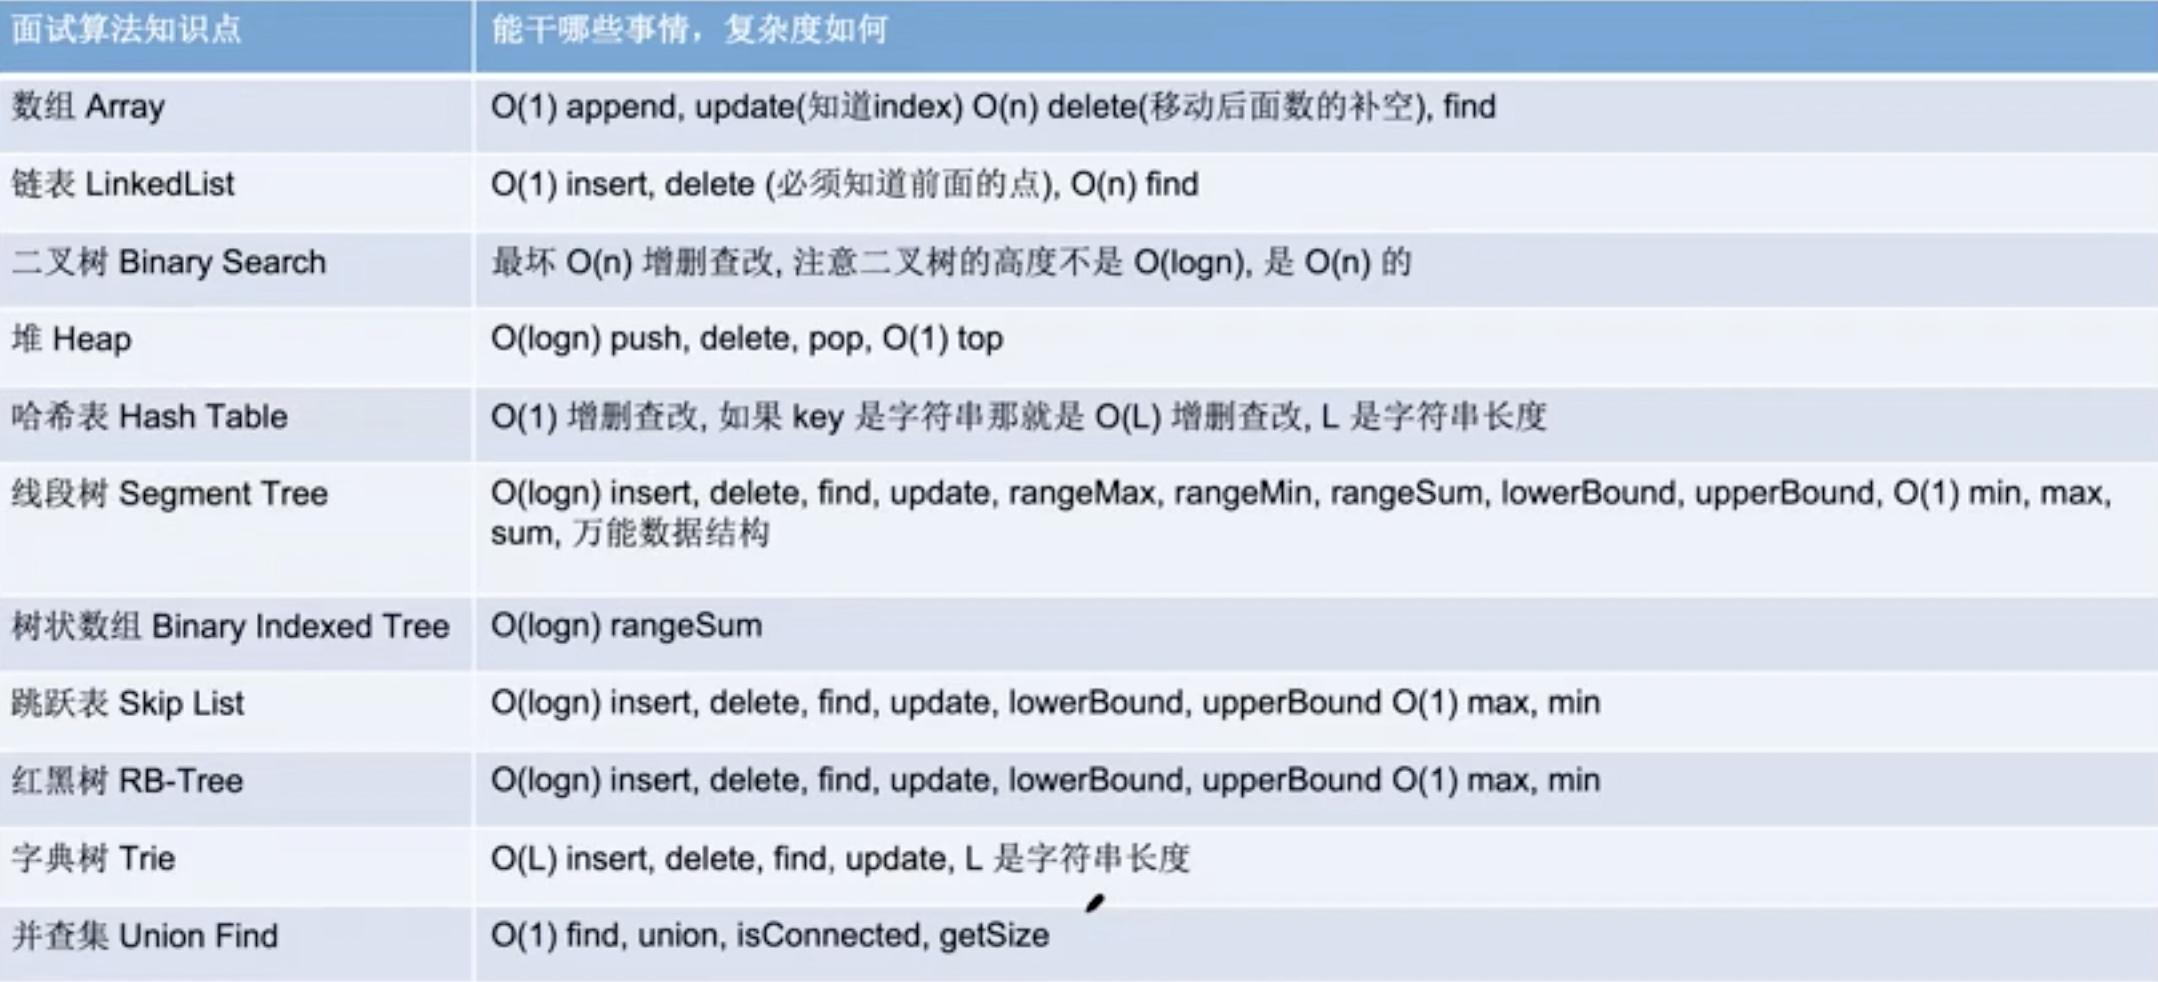 面试算法知识点
能干哪些事情，复杂度如何
数组 Array
O(1) append, update(知道index) O(n) delete(移动后面数的补空), find
链表 LinkedList
O(1) insert, delete (必须知道前面的点), O(n) find
二叉树 Binary Search
最坏 O(n) 增删查改, 注意二叉树的高度不是 O(logn), 是 O(n) 的
堆 Heap
O(logn) push, delete, pop, O(1) top
哈希表 Hash Table
O(1) 增删查改, 如果 key 是字符串那就是 O(L) 增删查改, L 是字符串长度
线段树 Segment Tree
O(logn) insert, delete, find, update, rangeMax, rangeMin, rangeSum, lowerBound, upperBound, O(1) min, max,
sum, 万能数据结构
树状数组 Binary Indexed Tree
O(logn) rangeSum
跳跃表 Skip List
O(logn) insert, delete, find, update, lowerBound, upperBound O(1) max, min
红黑树 RB-Tree
O(logn) insert, delete, find, update, lowerBound, upperBound O(1) max, min
字典树 Trie
O(L) insert, delete, find, update, L 是字符串长度
并查集 Union Find
O(1) find, union, isConnected, getSize